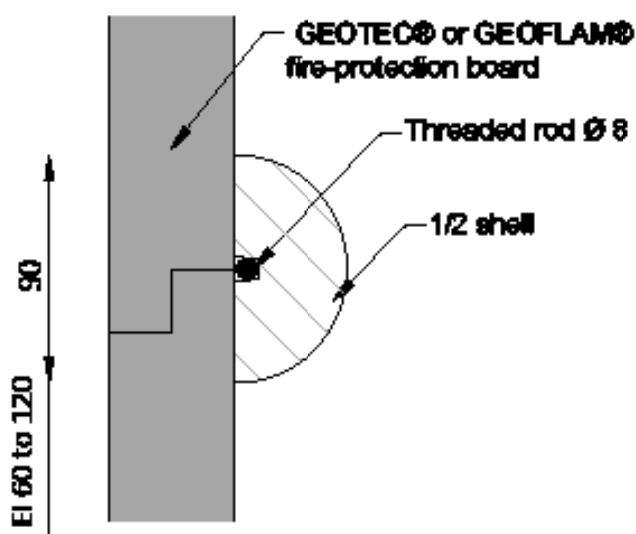 GEOTEC® or GEOFLAM®
fire-protection board
Threaded rod Ø 8
1/2 shell
90
EI 60 to 120